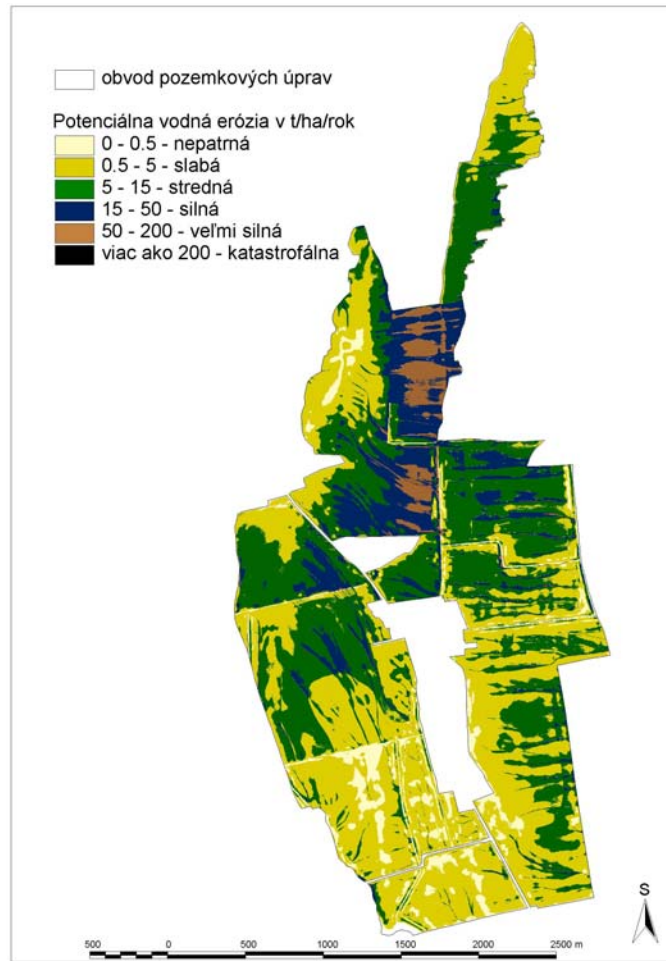 obvod pozemkových úprav
Potenciálna vodná erózia v t/ha/rok
0 - 0.5 - nepatrná
0.5 - 5 - slabá
5 - 15 - stredná
15 - 50 - silná
50 - 200 - veľmi silná
viac ako 200 - katastrofálna
S
500 0 500 1000 1500 2000 2500 m